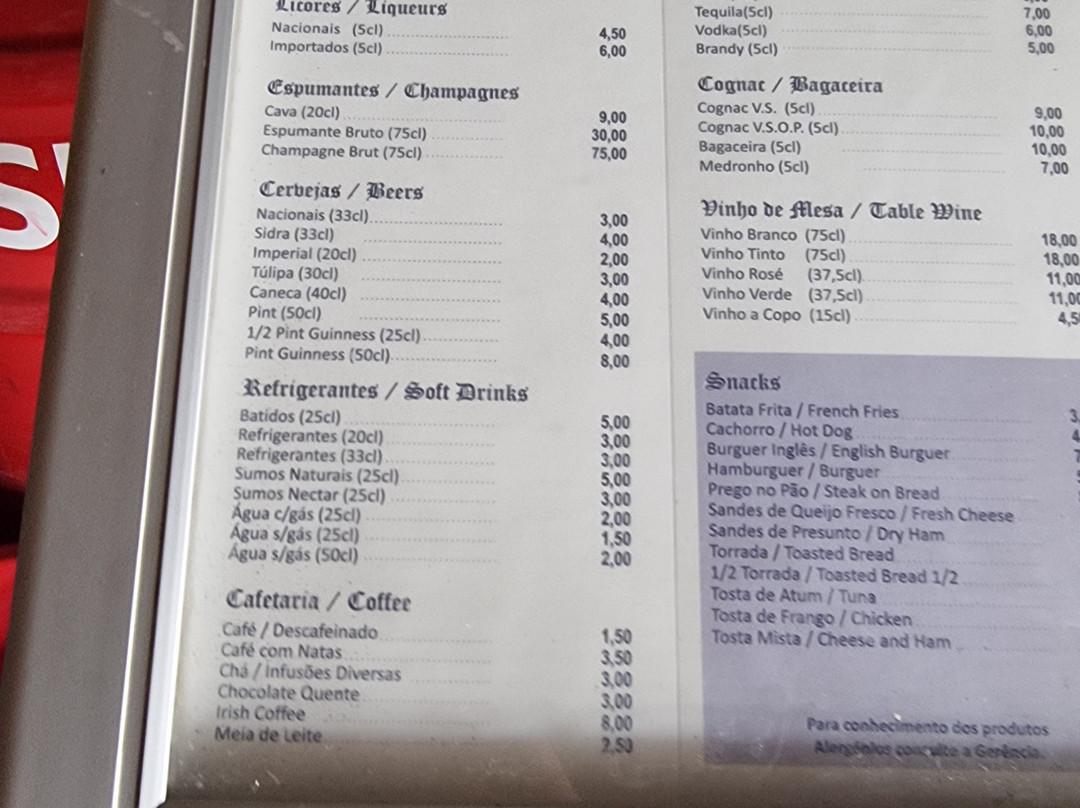 Licores / Liqueurs
Nacionais (5cl) 4,50
Importados (5cl) 6,00
Espumantes / Champagnes
Cava (20cl) 9,00
Espumante Bruto (75cl) 30,00
Champagne Brut (75cl) 75,00
Cervejas / Beers
Nacionais (33cl) 3,00
Sidra (33cl) 4,00
Imperial (20cl) 2,00
Túlipa (30cl) 3,00
Caneca (40cl) 4,00
Pint (50cl) 5,00
1/2 Pint Guinness (25cl) 4,00
Pint Guinness (50cl) 8,00
Refrigerantes / Soft Drinks
Batidos (25cl) 5,00
Refrigerantes (20cl) 3,00
Refrigerantes (33cl) 3,00
Sumos Naturais (25cl) 5,00
Sumos Nectar (25cl) 3,00
Água c/gás (25cl) 2,00
Água s/gás (25cl) 1,50
Água s/gás (50cl) 2,00
Cafetaria / Coffee
Café / Descafeinado 1,50
Café com Natas 3,50
Chá / Infusões Diversas 3,00
Chocolate Quente 3,00
Irish Coffee 8,00
Meia de Leite 2,50
Tequila(5cl) 7,00
Vodka(5cl) 6,00
Brandy (5cl) 5,00
Cognac / Bagaceira
Cognac V.S. (5cl) 9,00
Cognac V.S.O.P. (5cl) 10,00
Bagaceira (5cl) 10,00
Medronho (5cl) 7,00
Vinho de Mesa / Table Wine
Vinho Branco (75cl) 18,00
Vinho Tinto (75cl) 18,00
Vinho Rosé (37,5cl) 11,00
Vinho Verde (37,5cl) 11,00
Vinho a Copo (15cl) 4,5
Snacks
Batata Frita / French Fries 3,
Cachorro / Hot Dog 4
Burguer Inglês / English Burguer 7
Hamburguer / Burguer
Prego no Pão / Steak on Bread
Sandes de Queijo Fresco / Fresh Cheese
Sandes de Presunto / Dry Ham
Torrada / Toasted Bread
1/2 Torrada / Toasted Bread 1/2
Tosta de Atum / Tuna
Tosta de Frango / Chicken
Tosta Mista / Cheese and Ham
Para conhecimento dos produtos
consulte a Gerência.